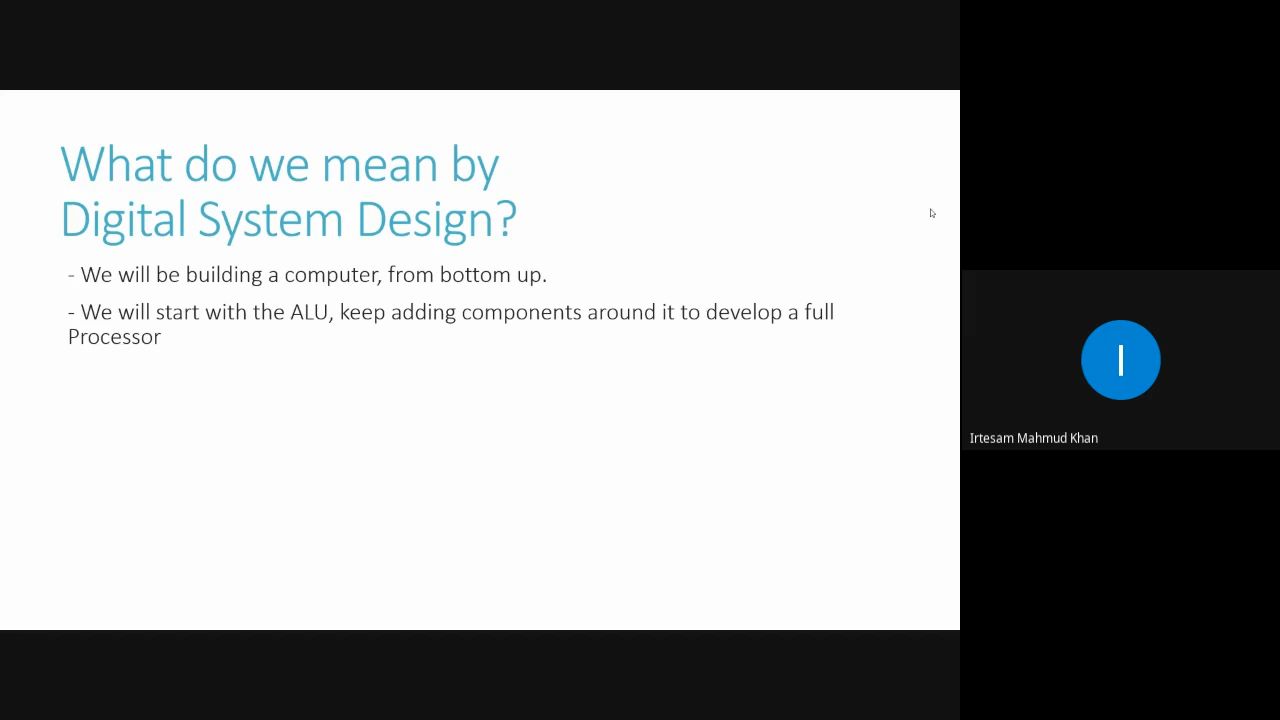 What do we mean by
Digital System Design?
- We will be building a computer, from bottom up.
- We will start with the ALU, keep adding components around it to develop a full
Processor
I
Irtesam Mahmud Khan